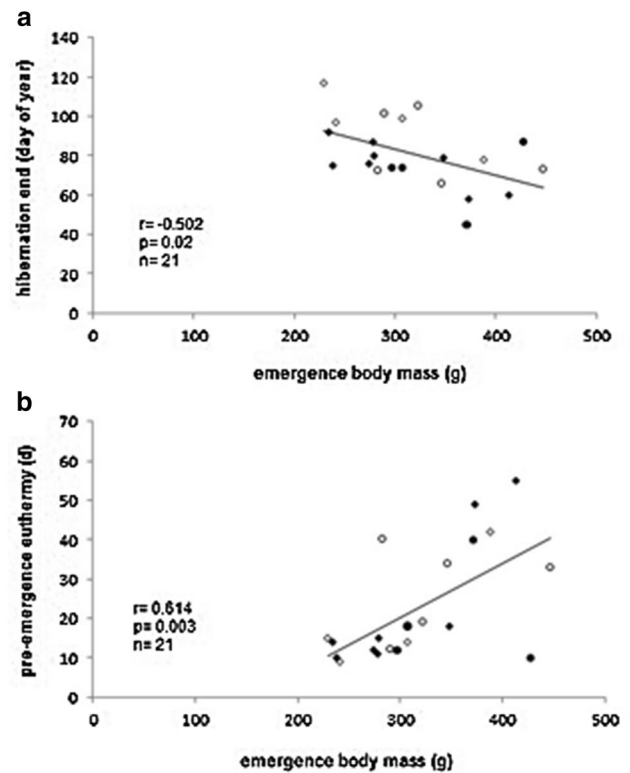 a
140
120
100
80
60
40
20
0
hibernation end (day of year)
r= -0.502
p= 0.02
n= 21
0 100 200 300 400 500
emergence body mass (g)
b
70
60
50
40
30
20
10
0
pre-emergence euthermy (d)
r= 0.614
p= 0.003
n= 21
0 100 200 300 400 500
emergence body mass (g)